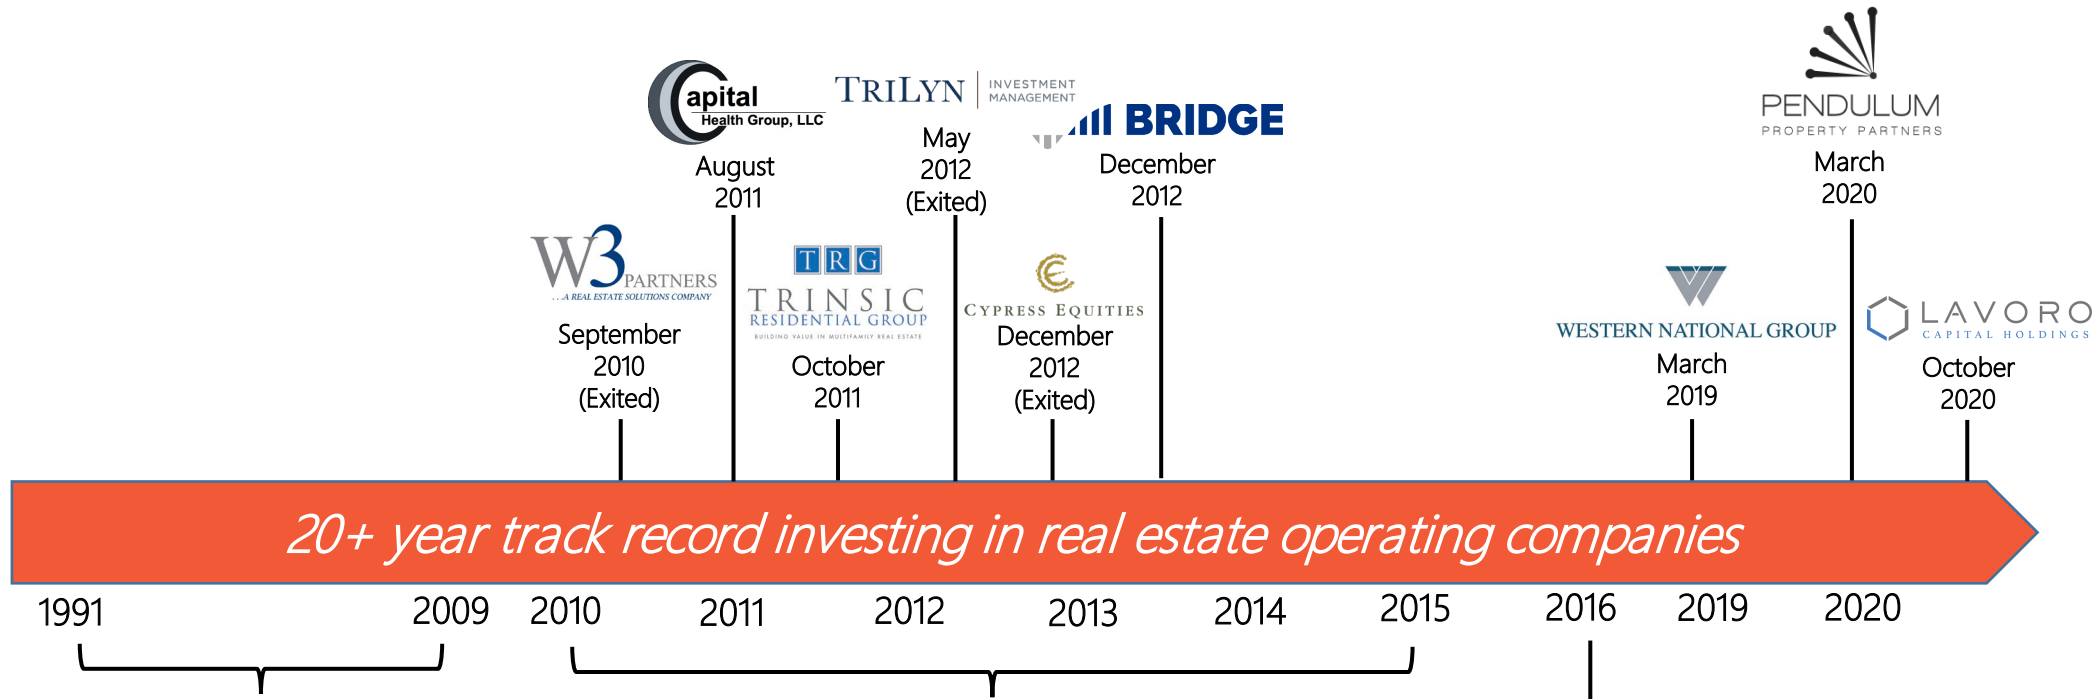 apital
Health Group, LLC
August
2011
TRILYN
INVESTMENT
MANAGEMENT
May
2012
(Exited)
BRIDGE
December
2012
PENDULUM
PROPERTY PARTNERS
March
2020
W3 PARTNERS
...A REAL ESTATE SOLUTIONS COMPANY
September
2010
(Exited)
TRG
TRINSIC
RESIDENTIAL GROUP
BUILDING VALUE IN MULTIFAMILY REAL ESTATE
October
2011
CYPRESS EQUITIES
December
2012
(Exited)
WESTERN NATIONAL GROUP
March
2019
LAVORO
CAPITAL HOLDINGS
October
2020
20+ year track record investing in real estate operating companies
1991 2009 2010 2011 2012 2013 2014 2015 2016 2019 2020